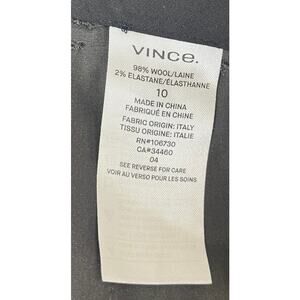 VINCE.
98% WOOL/LAINE
2% ELASTANE/ÉLASTHANNE
10
MADE IN CHINA
FABRIQUÉ EN CHINE
FABRIC ORIGIN: ITALY
TISSU ORIGINE: ITALIE
RN#106730
CA#34460
04
SEE REVERSE FOR CARE
VOIR AU VERSO POUR LES SOINS